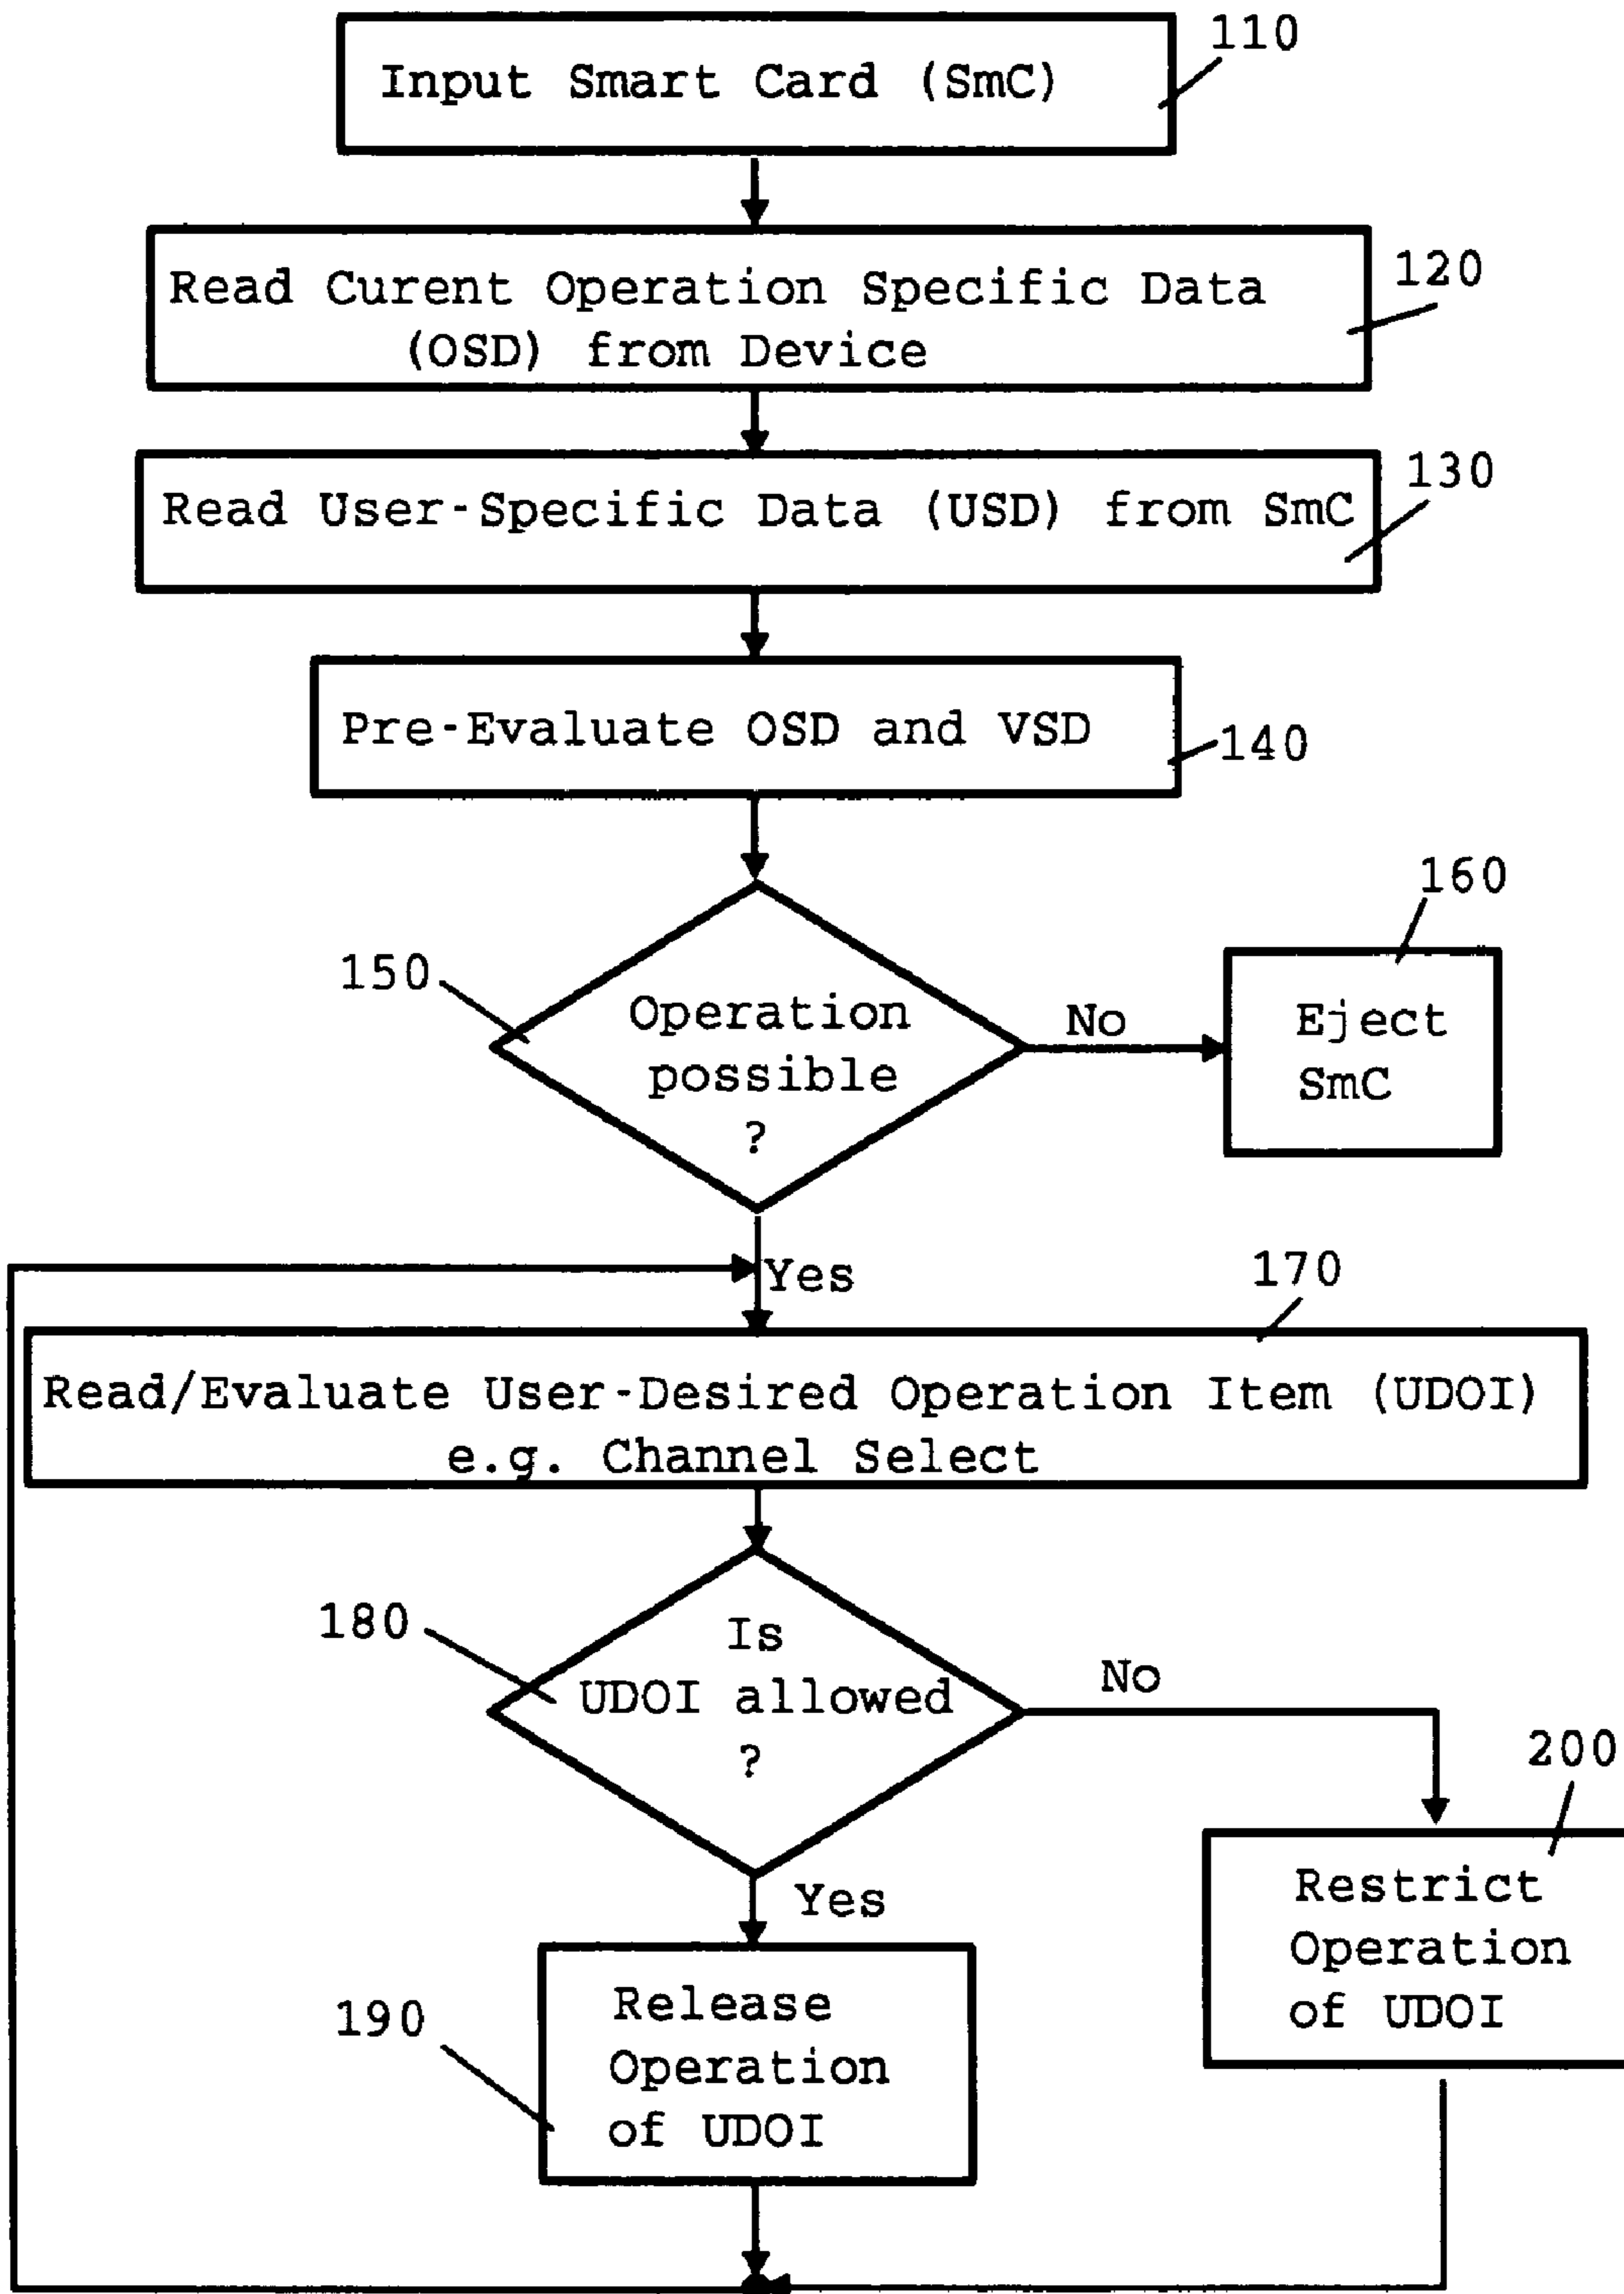 110
Input Smart Card (SmC)
120
Read Curent Operation Specific Data
(OSD) from Device
130
Read User-Specific Data (USD) from SmC
Pre-Evaluate OSD and VSD
140
150
Operation
possible
?
No
160
Eject
SmC
Yes
170
Read/Evaluate User-Desired Operation Item (UDOI)
e.g. Channel Select
180
Is
UDOI allowed
?
No
200
Restrict
Operation
of UDOI
Yes
190
Release
Operation
of UDOI